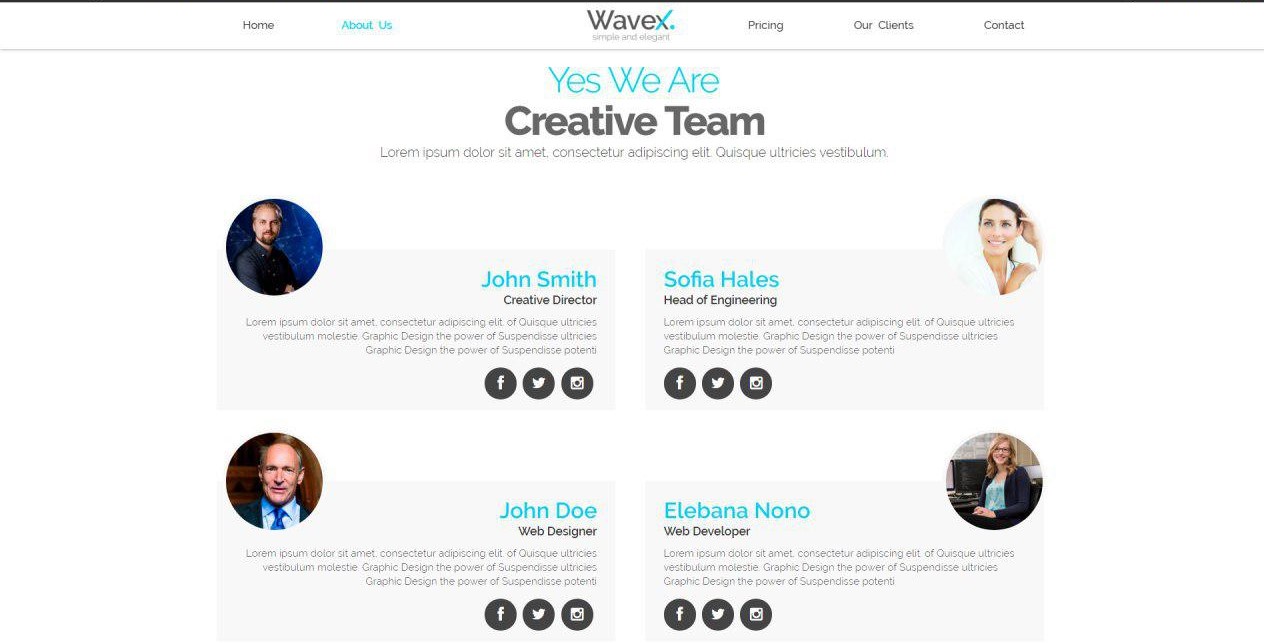 Home
About Us
Wavex.
simple and elegant
Pricing
Our Clients
Contact
Yes We Are
Creative Team
Lorem ipsum dolor sit amet, consectetur adipiscing elit. Quisque ultricies vestibulum.
John Smith
Creative Director
Lorem ipsum dolor sit amet, consectetur adipiscing elit. of Quisque ultricies
vestibulum molestie. Graphic Design the power of Suspendisse ultricies
Graphic Design the power of Suspendisse potenti
Sofia Hales
Head of Engineering
Lorem ipsum dolor sit amet, consectetur adipiscing elit. of Quisque ultricies
vestibulum molestie. Graphic Design the power of Suspendisse ultricies
Graphic Design the power of Suspendisse potenti
John Doe
Web Designer
Lorem ipsum dolor sit amet, consectetur adipiscing elit. of Quisque ultricies
vestibulum molestie. Graphic Design the power of Suspendisse ultricies
Graphic Design the power of Suspendisse potenti
Elebana Nono
Web Developer
Lorem ipsum dolor sit amet, consectetur adipiscing elit. of Quisque ultricies
vestibulum molestie. Graphic Design the power of Suspendisse ultricies
Graphic Design the power of Suspendisse potenti